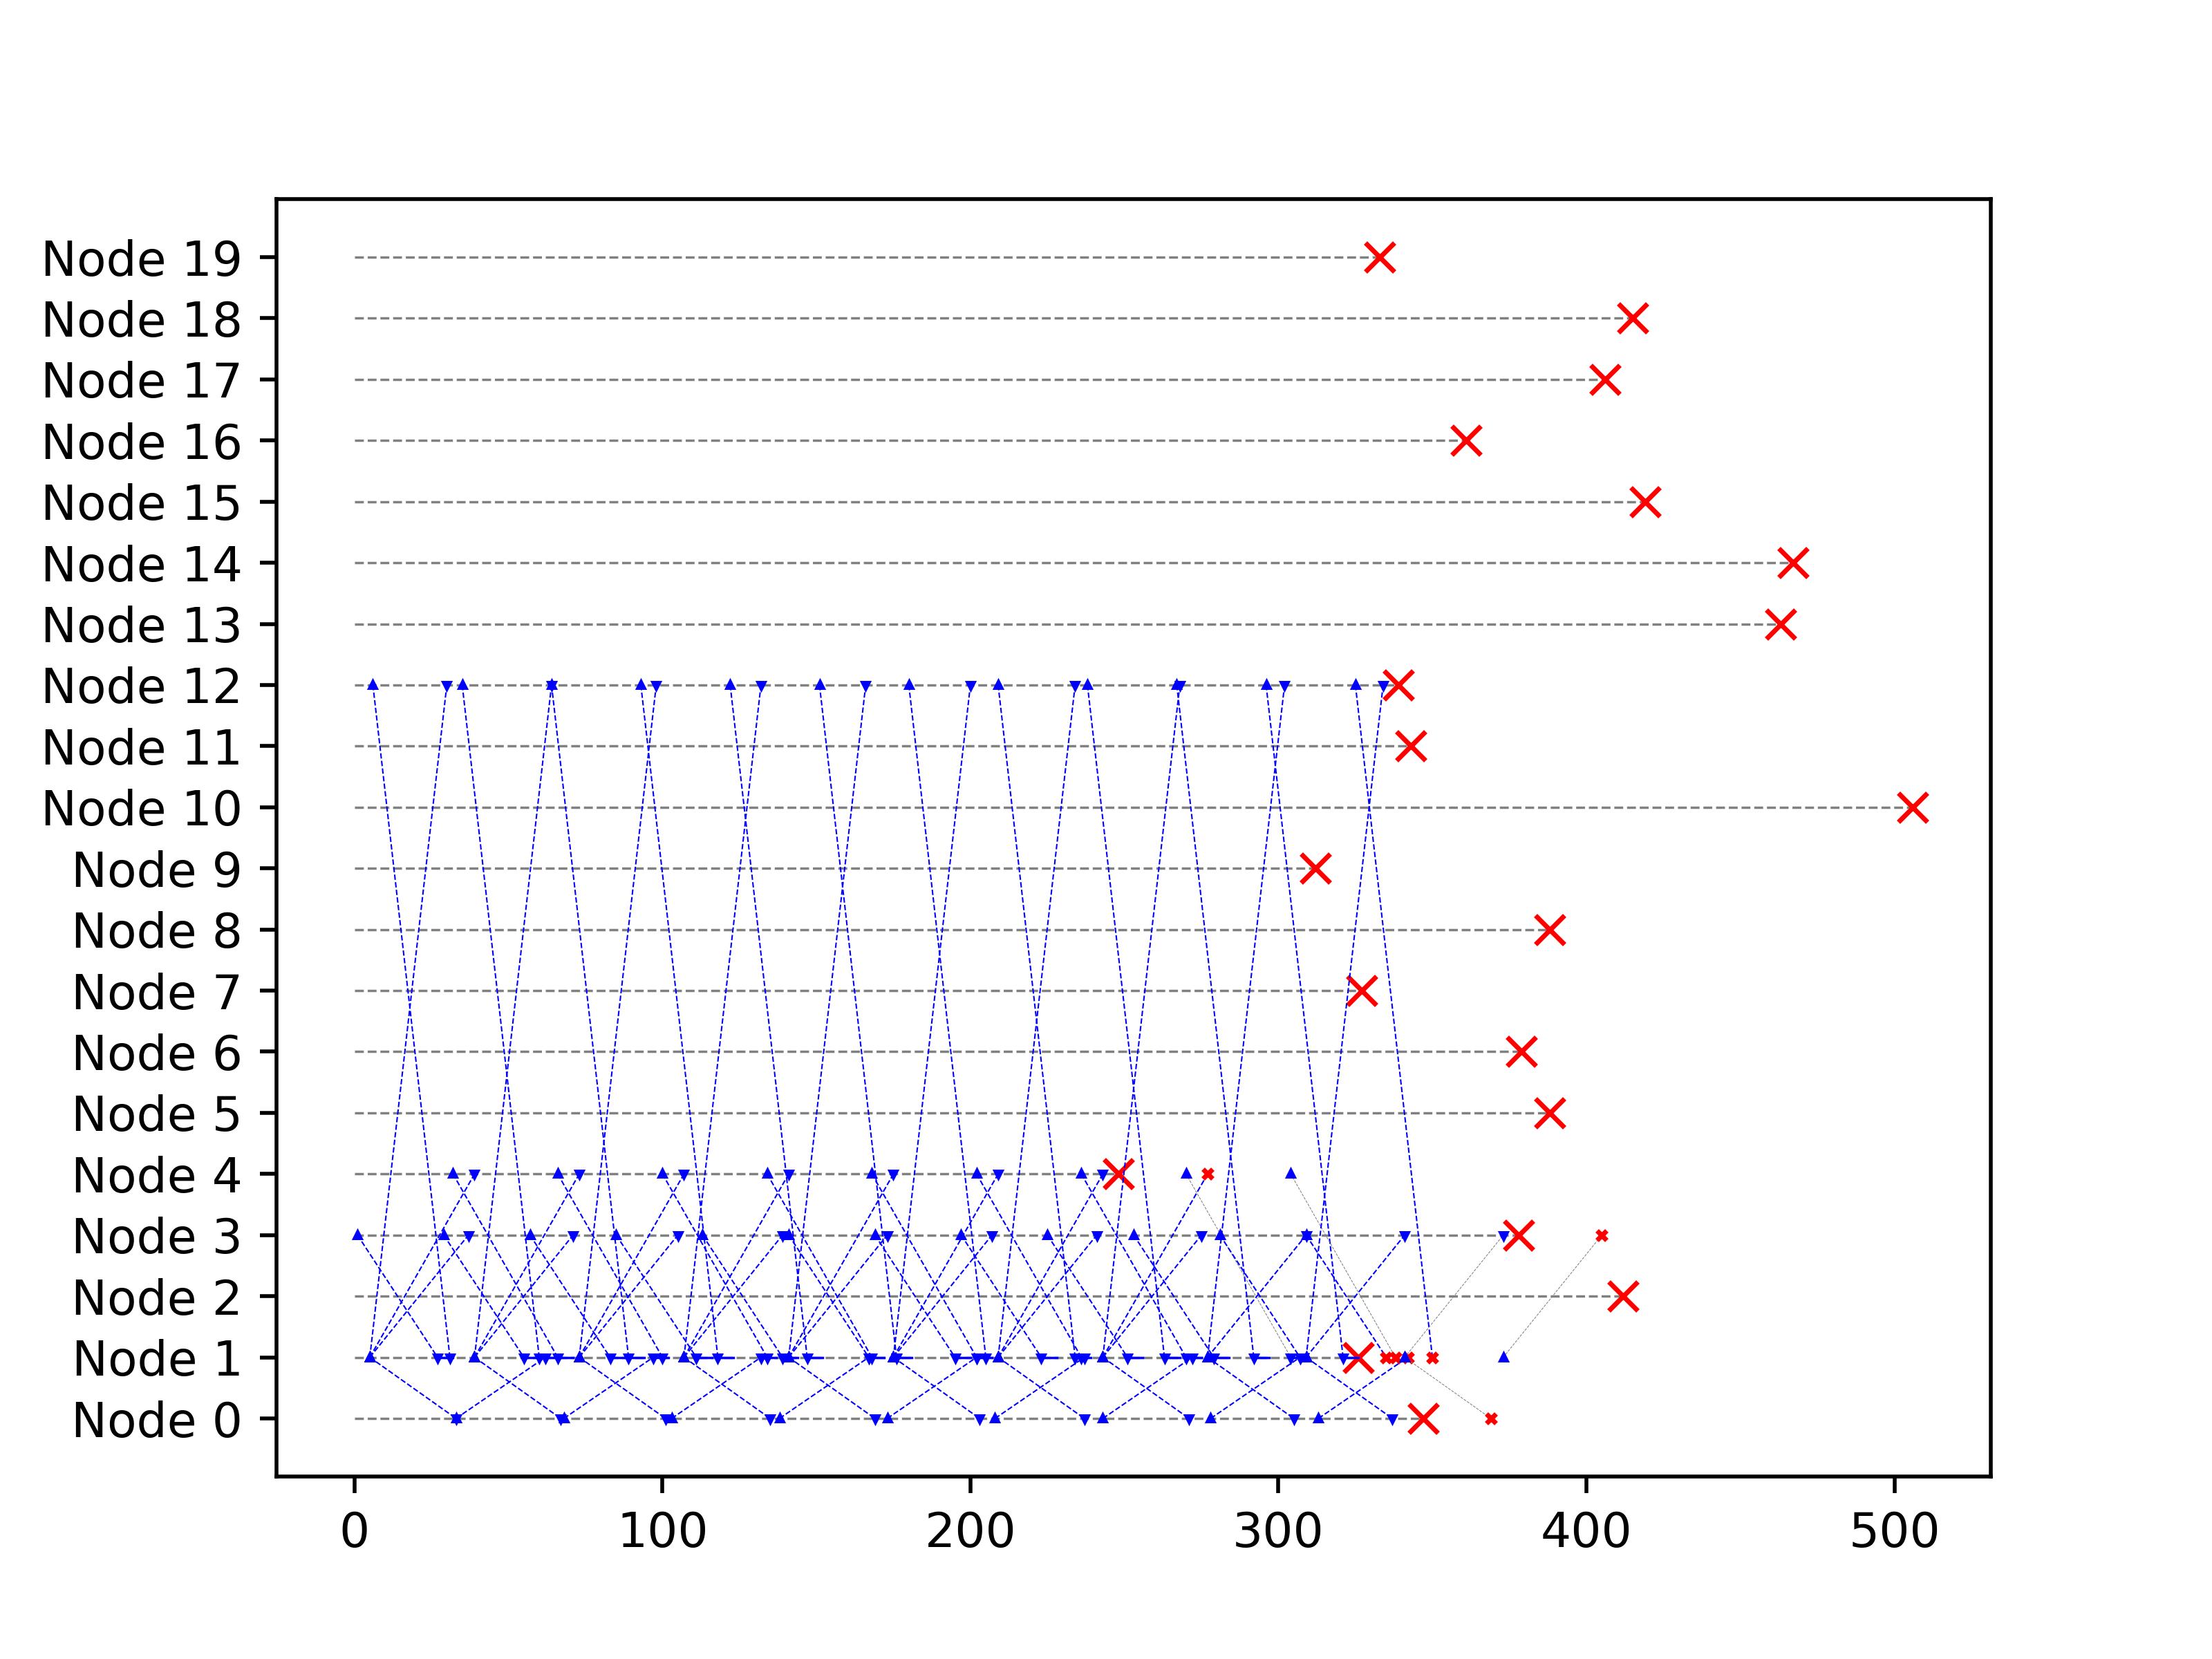 Node 19
Node 18
Node 17
Node 16
Node 15
Node 14
Node 13
Node 12
Node 11
Node 10
Node 9
Node 8
Node 7
Node 6
Node 5
Node 4
Node 3
Node 2
Node 1
Node 0
0 100 200 300 400 500